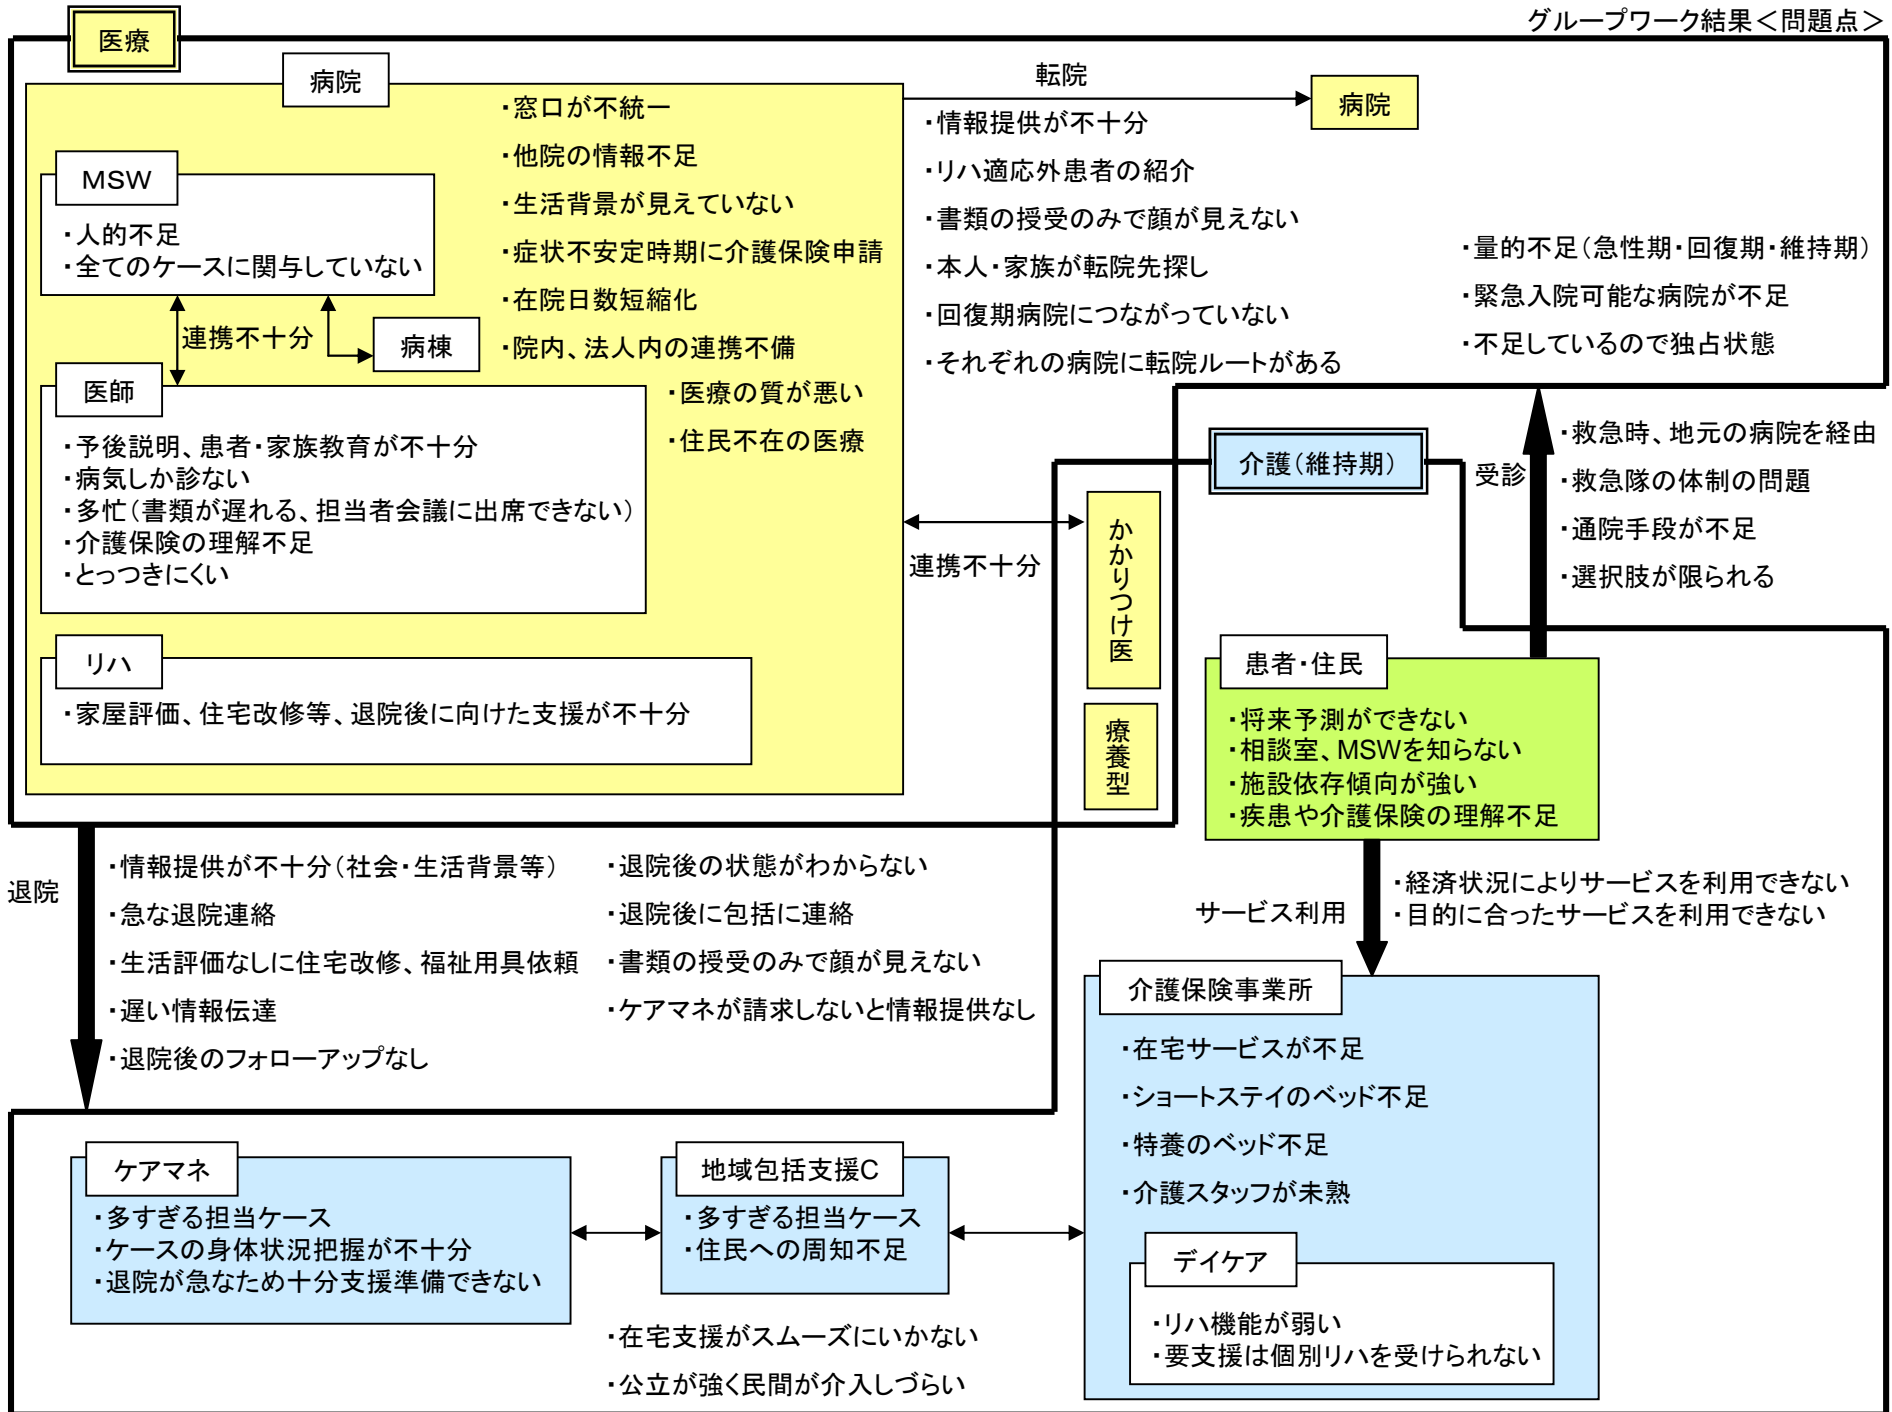 グループワーク結果＜問題点＞
医療
病院
・窓口が不統一
・他院の情報不足
・生活背景が見えていない
・症状不安定時期に介護保険申請
・在院日数短縮化
・院内、法人内の連携不備
・医療の質が悪い
・住民不在の医療
MSW
・人的不足
・全てのケースに関与していない
連携不十分
病棟
医師
・予後説明、患者・家族教育が不十分
・病気しか診ない
・多忙（書類が遅れる、担当者会議に出席できない）
・介護保険の理解不足
・とっつきにくい
リハ
・家屋評価、住宅改修等、退院後に向けた支援が不十分
転院
病院
・情報提供が不十分
・リハ適応外患者の紹介
・書類の授受のみで顔が見えない
・本人・家族が転院先探し
・回復期病院につながっていない
・それぞれの病院に転院ルートがある
・量的不足（急性期・回復期・維持期）
・緊急入院可能な病院が不足
・不足しているので独占状態
連携不十分
かかりつけ医
療養型
介護（維持期）
受診
・救急時、地元の病院を経由
・救急隊の体制の問題
・通院手段が不足
・選択肢が限られる
患者・住民
・将来予測ができない
・相談室、MSWを知らない
・施設依存傾向が強い
・疾患や介護保険の理解不足
サービス利用
・経済状況によりサービスを利用できない
・目的に合ったサービスを利用できない
退院
・情報提供が不十分（社会・生活背景等）
・急な退院連絡
・生活評価なしに住宅改修、福祉用具依頼
・遅い情報伝達
・退院後のフォローアップなし
・退院後の状態がわからない
・退院後に包括に連絡
・書類の授受のみで顔が見えない
・ケアマネが請求しないと情報提供なし
介護保険事業所
・在宅サービスが不足
・ショートステイのベッド不足
・特養のベッド不足
・介護スタッフが未熟
デイケア
・リハ機能が弱い
・要支援は個別リハを受けられない
ケアマネ
・多すぎる担当ケース
・ケースの身体状況把握が不十分
・退院が急なため十分支援準備できない
地域包括支援C
・多すぎる担当ケース
・住民への周知不足
・在宅支援がスムーズにいかない
・公立が強く民間が介入しづらい